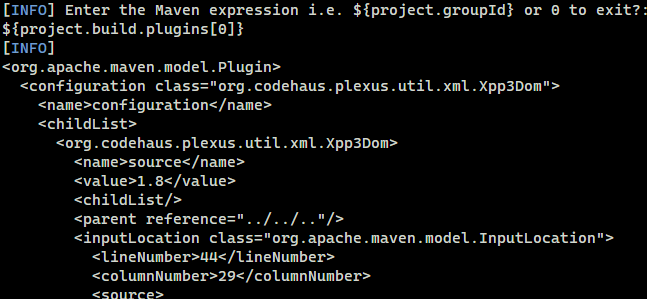 [INFO] Enter the Maven expression i.e. ${project.groupId} or 0 to exit?:
${project.build.plugins[0]}
[INFO]
<org.apache.maven.model.Plugin>
  <configuration class="org.codehaus.plexus.util.xml.Xpp3Dom">
    <name>configuration</name>
    <childList>
      <org.codehaus.plexus.util.xml.Xpp3Dom>
        <name>source</name>
        <value>1.8</value>
        <childList/>
        <parent reference="../../.."/>
        <inputLocation class="org.apache.maven.model.InputLocation">
          <lineNumber>44</lineNumber>
          <columnNumber>29</columnNumber>
          <source>